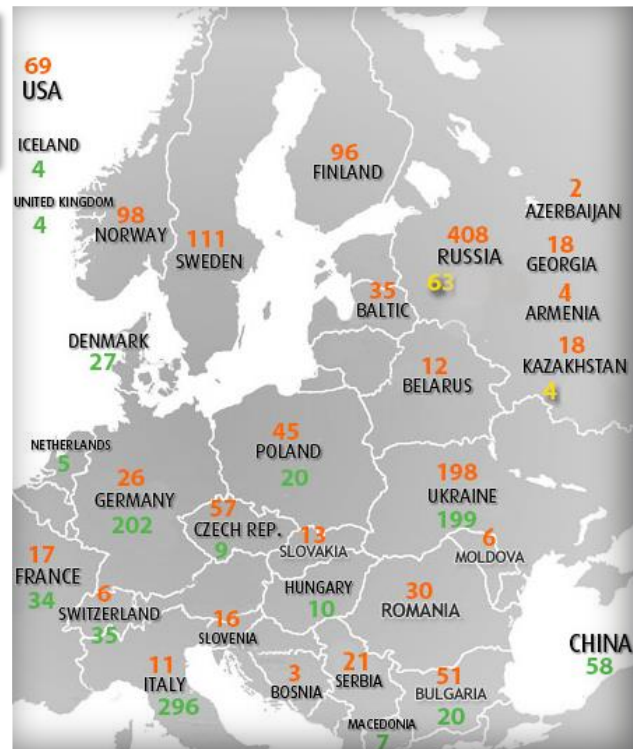 69
USA
ICELAND
4
UNITED KINGDOM
4
98
NORWAY
111
SWEDEN
96
FINLAND
2
AZERBAIJAN
408
RUSSIA
63
18
GEORGIA
4
ARMENIA
35
BALTIC
18
KAZAKHSTAN
4
DENMARK
27
12
BELARUS
NETHERLANDS
5
45
POLAND
20
26
GERMANY
202
57
CZECH REP.
9
13
SLOVAKIA
198
UKRAINE
199
6
MOLDOVA
17
FRANCE
34
6
SWITZERLAND
35
HUNGARY
10
30
ROMANIA
16
SLOVENIA
11
ITALY
296
3
BOSNIA
21
SERBIA
51
BULGARIA
20
CHINA
58
MACEDONIA
7